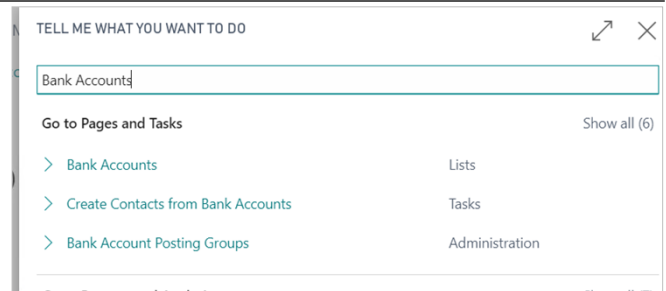 TELL ME WHAT YOU WANT TO DO
Bank Accounts
Go to Pages and Tasks Show all (6)
Bank Accounts Lists
Create Contacts from Bank Accounts Tasks
Bank Account Posting Groups Administration